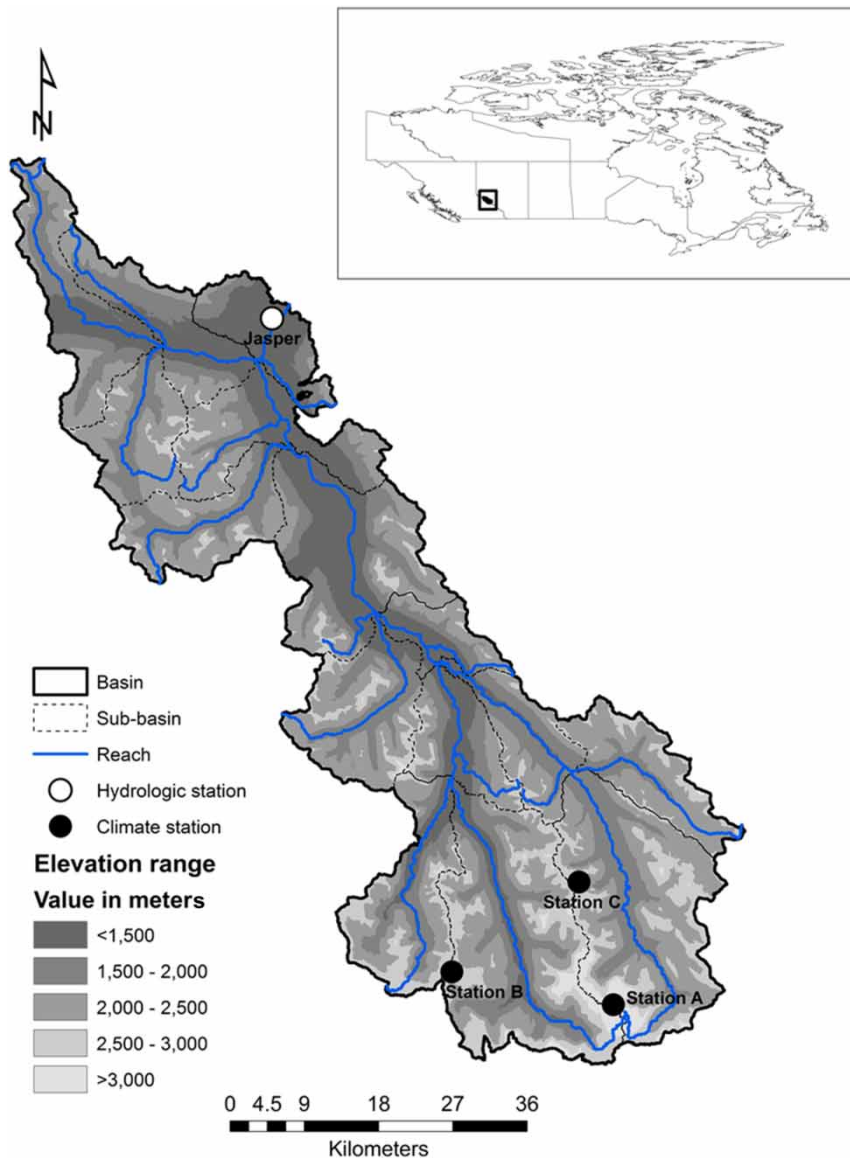 N
Jasper
Basin
Sub-basin
Reach
Hydrologic station
Climate station
Elevation range
Value in meters
<1,500
1,500 - 2,000
2,000 - 2,500
2,500 - 3,000
>3,000
Station C
Station B
Station A
0 4.5 9 18 27 36
Kilometers